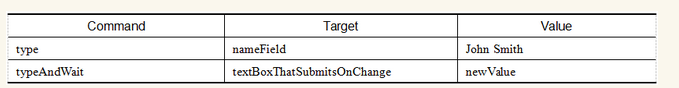 Command Target Value
type nameField John Smith
typeAndWait textBoxThatSubmitsOnChange newValue